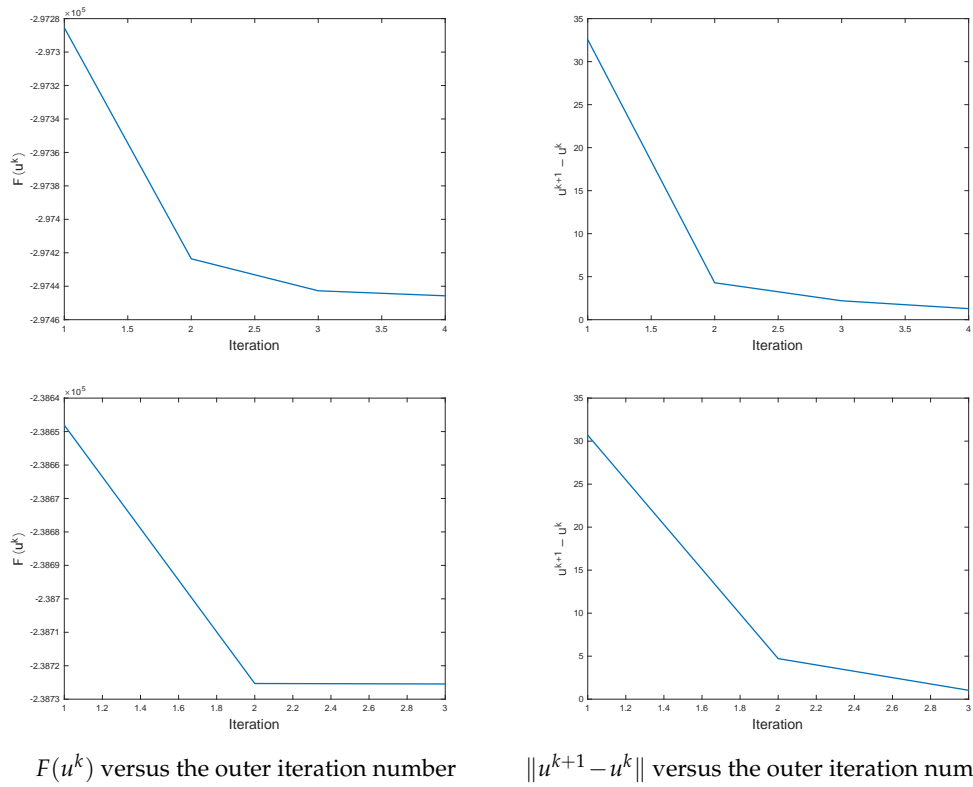 ×10^5
-2.9728
-2.973
-2.9732
-2.9734
-2.9736
-2.9738
-2.974
-2.9742
-2.9744
-2.9746
F (u^k)
1 1.5 2 2.5 3 3.5 4
Iteration
35
30
25
20
15
10
5
0
u^{k+1} − u^k
1 1.5 2 2.5 3 3.5 4
Iteration
×10^5
-2.3864
-2.3865
-2.3866
-2.3867
-2.3868
-2.3869
-2.387
-2.3871
-2.3872
-2.3873
F (u^k)
1 1.2 1.4 1.6 1.8 2 2.2 2.4 2.6 2.8 3
Iteration
35
30
25
20
15
10
5
0
u^{k+1} − u^k
1 1.2 1.4 1.6 1.8 2 2.2 2.4 2.6 2.8 3
Iteration
F(u^k) versus the outer iteration number
∥u^{k+1}−u^k∥ versus the outer iteration num